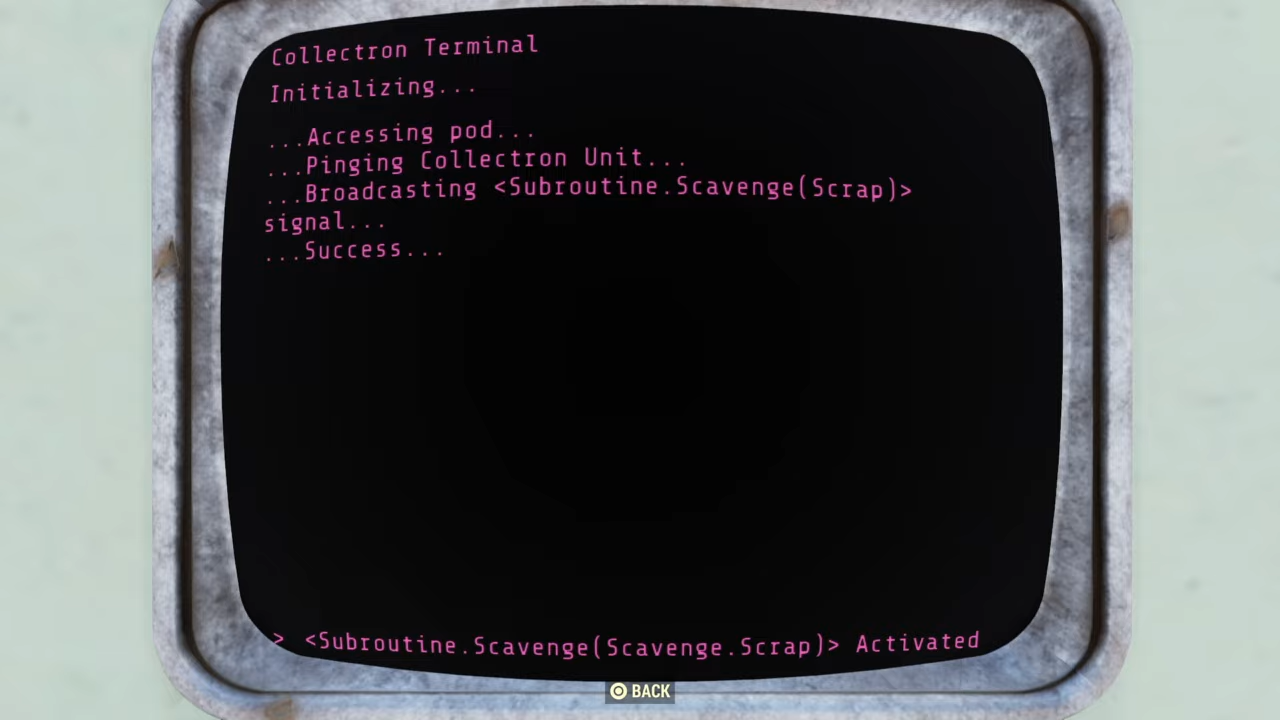 Collectron Terminal
Initializing...
...Accessing pod...
...Pinging Collectron Unit...
...Broadcasting <Subroutine.Scavenge(Scrap)>
signal...
...Success...
> <Subroutine.Scavenge(Scavenge.Scrap)> Activated
BACK